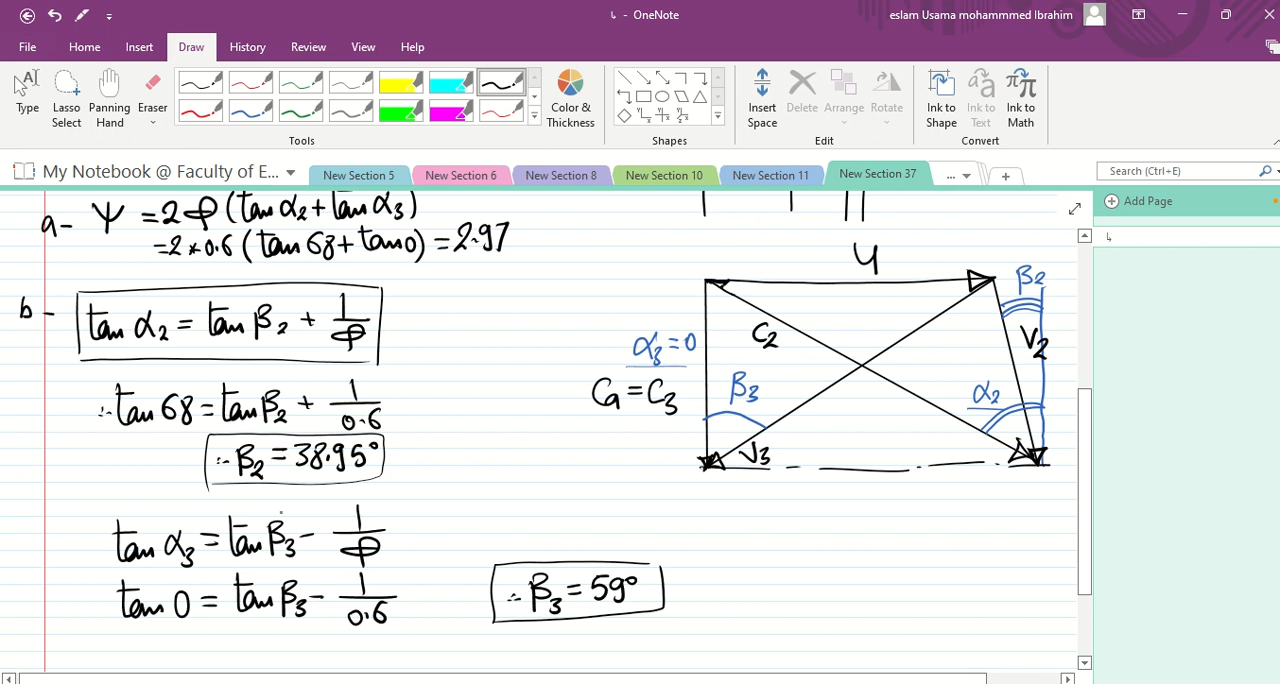 ↳ - OneNote
eslam Usama mohammmed Ibrahim
File Home Insert Draw History Review View Help
Type
Lasso Select
Panning Hand
Eraser
Color & Thickness
Insert Space
Delete
Arrange
Rotate
Ink to Shape
Ink to Text
Ink to Math
Tools
Shapes
Edit
Convert
My Notebook @ Faculty of E...
New Section 5
New Section 6
New Section 8
New Section 10
New Section 11
New Section 37
...
Search (Ctrl+E)
Add Page
↳
a- Ψ = 2 φ (tan α₂ + tan α₃)
= 2 * 0.6 (tan 68 + tan 0) = 2.97
b- tan α₂ = tan β₂ + 1/φ
∴ tan 68 = tan β₂ + 1/0.6
∴ β₂ = 38.95°
tan α₃ = tan β₃ - 1/φ
tan 0 = tan β₃ - 1/0.6
∴ β₃ = 59°
U
β₂
C₂
V₂
α₃ = 0
Ca = C₃
β₃
α₂
V₃